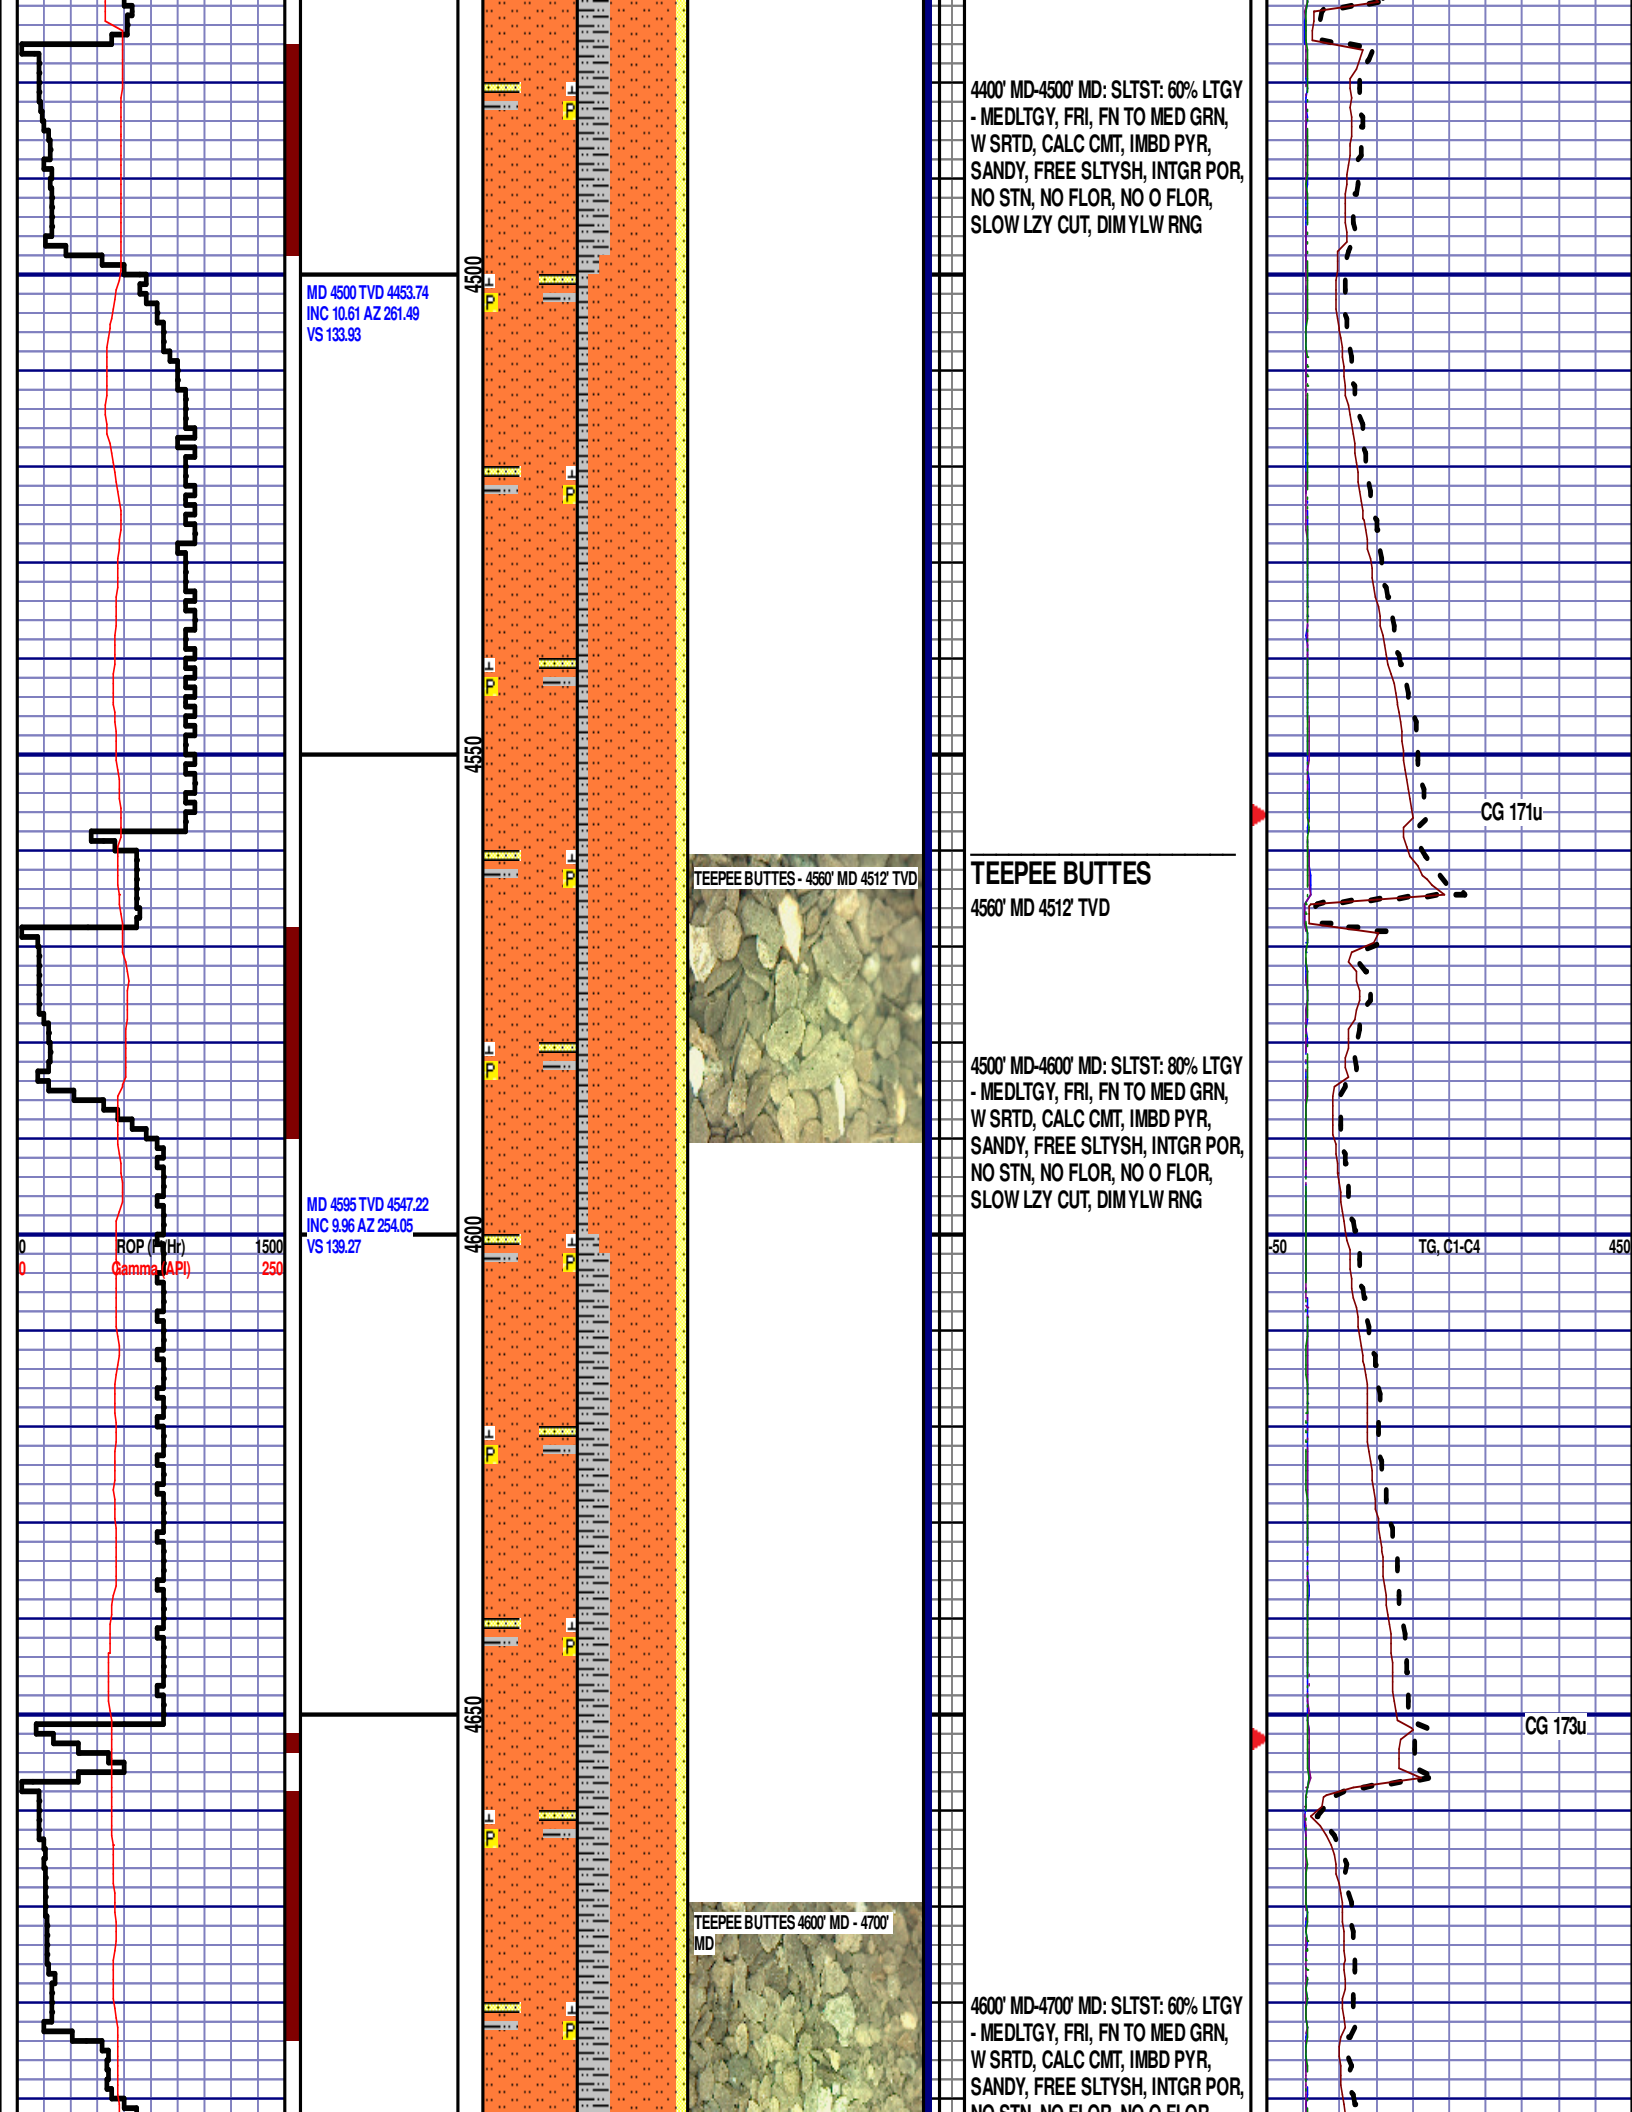 4400' MD-4500' MD: SLTST: 60% LTGY
- MEDLTGY, FRI, FN TO MED GRN,
W SRTD, CALC CMT, IMBD PYR,
SANDY, FREE SLTYSH, INTGR POR,
NO STN, NO FLOR, NO O FLOR,
SLOW LZY CUT, DIM YLW RNG
4500
MD 4500 TVD 4453.74
INC 10.61 AZ 261.49
VS 133.93
4550
CG 171u
TEEPEE BUTTES - 4560' MD 4512' TVD
TEEPEE BUTTES
4560' MD 4512' TVD
4500' MD-4600' MD: SLTST: 80% LTGY
- MEDLTGY, FRI, FN TO MED GRN,
W SRTD, CALC CMT, IMBD PYR,
SANDY, FREE SLTYSH, INTGR POR,
NO STN, NO FLOR, NO O FLOR,
SLOW LZY CUT, DIM YLW RNG
MD 4595 TVD 4547.22
INC 9.96 AZ 254.05
VS 139.27
4600
0 ROP (Ft/Hr) 1500
0 Gamma (API) 250
-50 TG, C1-C4 450
4650
CG 173u
TEEPEE BUTTES 4600' MD - 4700'
MD
4600' MD-4700' MD: SLTST: 60% LTGY
- MEDLTGY, FRI, FN TO MED GRN,
W SRTD, CALC CMT, IMBD PYR,
SANDY, FREE SLTYSH, INTGR POR,
NO STN, NO FLOR, NO O FLOR
P
P
P
P
P
P
P
P
P
P
P